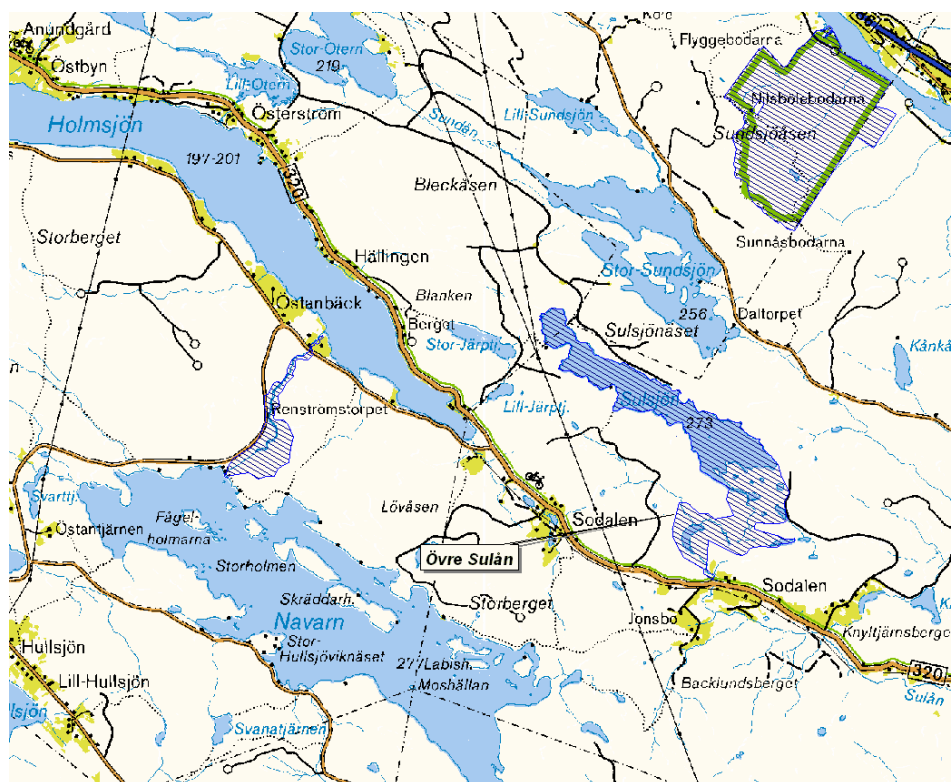 Anundgård
Östbyn
Stor-Otern
219
Lill-Otern
Flyggebodarna
Nilsbölebodarna
Sundsjöåsen
Holmsjön
Österström
Sundån
Lill-Sundsjön
197-201
320
Bleckåsen
Storberget
Sunnåsbodarna
Hällingen
Stor-Sundsjön
Östanbäck
Blanken
256
Daltorpet
Berget
Sulsjönäset
Stor-Järptj.
Lill-Järptj.
Sulsjön
273
Renströmstorpet
Svarttj.
Lövåsen
Fågel-
holmarna
Östantjärnen
Sodalen
Övre Sulån
Storholmen
Skräddarh.
Storberget
Sodalen
Navarn
Jonsbo
Stor-
Hullsjöviknäset
Knyltjärnsberge
Hullsjön
277
Labish.
Moshällan
Backlundsberget
320
Lill-Hullsjön
Sulån
Svanatjärnen